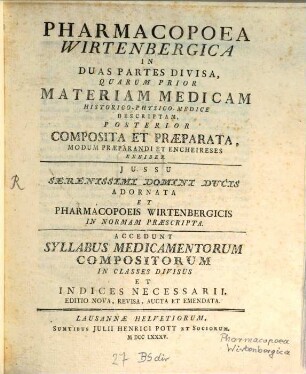 PHARMACOPOEA
WIRTENBERGICA
IN
DUAS PARTES DIVISA,
QUARUM PRIOR
MATERIAM MEDICAM
HISTORICO-PHYSICO-MEDICE
DESCRIPTAM,
POSTERIOR
COMPOSITA ET PRÆPARATA,
MODUM PRÆPARANDI ET ENCHEIRESES
EXHIBET.
JUSSU
SERENISSIMI DOMINI DUCIS
ADORNATA
ET
PHARMACOPOEIS WIRTENBERGICIS
IN NORMAM PRÆSCRIPTA.
ACCEDUNT
SYLLABUS MEDICAMENTORUM
COMPOSITORUM
IN CLASSES DIVISUS
ET
INDICES NECESSARII.
EDITIO NOVA, REVISA, AUCTA ET EMENDATA.
LAUSANNÆ HELVETIORUM,
SUMTIBUS JULII HENRICI POTT ET SOCIORUM.
M DCC LXXXV.
R
Pharmacopoea
Wirtenbergica
27 BSdir